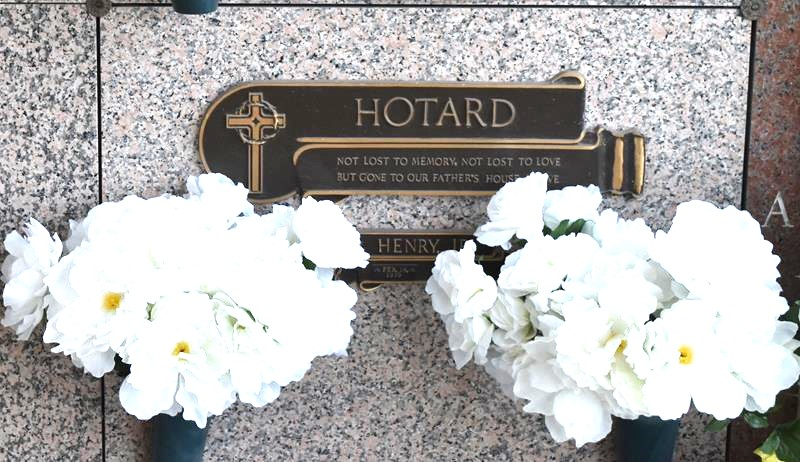 HOTARD
NOT LOST TO MEMORY, NOT LOST TO LOVE
BUT GONE TO OUR FATHER'S HOUSE
HENRY
A